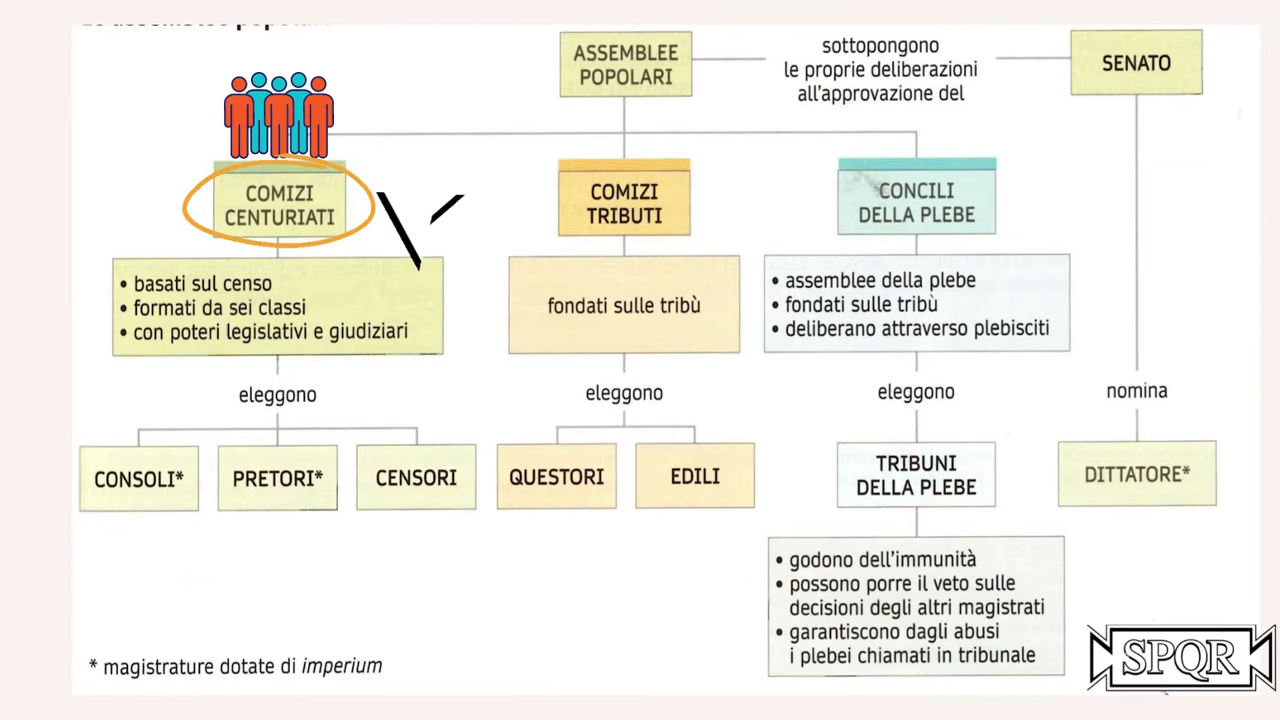 ASSEMBLEE
POPOLARI
sottopongono
le proprie deliberazioni
all'approvazione del
SENATO
COMIZI
CENTURIATI
COMIZI
TRIBUTI
CONCILI
DELLA PLEBE
• basati sul censo
• formati da sei classi
• con poteri legislativi e giudiziari
fondati sulle tribù
• assemblee della plebe
• fondati sulle tribù
• deliberano attraverso plebisciti
eleggono
eleggono
eleggono
nomina
CONSOLI*
PRETORI*
CENSORI
QUESTORI
EDILI
TRIBUNI
DELLA PLEBE
DITTATORE*
• godono dell'immunità
• possono porre il veto sulle
decisioni degli altri magistrati
• garantiscono dagli abusi
i plebei chiamati in tribunale
* magistrature dotate di imperium
SPQR